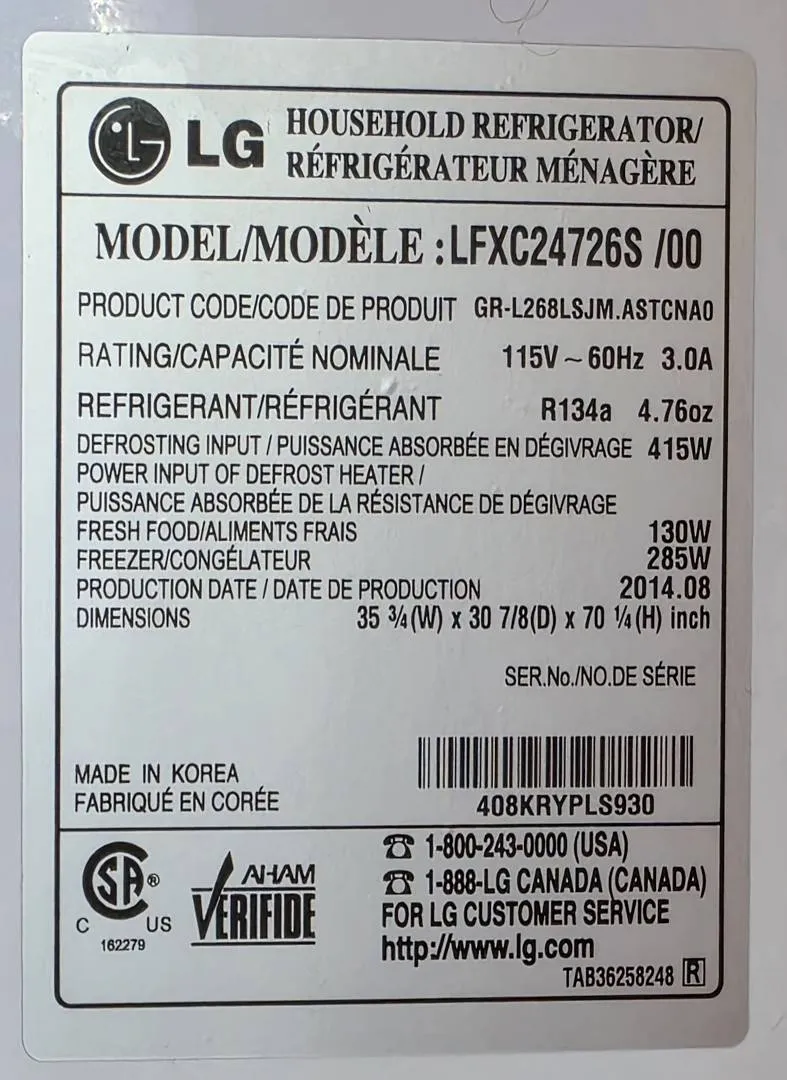 LG HOUSEHOLD REFRIGERATOR/
RÉFRIGÉRATEUR MÉNAGÈRE
MODEL/MODÈLE :LFXC24726S /00
PRODUCT CODE/CODE DE PRODUIT GR-L268LSJM.ASTCNA0
RATING/CAPACITÉ NOMINALE 115V ~ 60Hz 3.0A
REFRIGERANT/RÉFRIGÉRANT R134a 4.76oz
DEFROSTING INPUT / PUISSANCE ABSORBÉE EN DÉGIVRAGE 415W
POWER INPUT OF DEFROST HEATER /
PUISSANCE ABSORBÉE DE LA RÉSISTANCE DE DÉGIVRAGE
FRESH FOOD/ALIMENTS FRAIS 130W
FREEZER/CONGÉLATEUR 285W
PRODUCTION DATE / DATE DE PRODUCTION 2014.08
DIMENSIONS 35 ¾(W) x 30 7/8(D) x 70 ¼(H) inch
SER.No./NO.DE SÉRIE
MADE IN KOREA
FABRIQUÉ EN CORÉE
408KRYPLS930
SA®
C US
162279
AHAM
VERIFIDE
☎ 1-800-243-0000 (USA)
☎ 1-888-LG CANADA (CANADA)
FOR LG CUSTOMER SERVICE
http://www.lg.com
TAB36258248 R